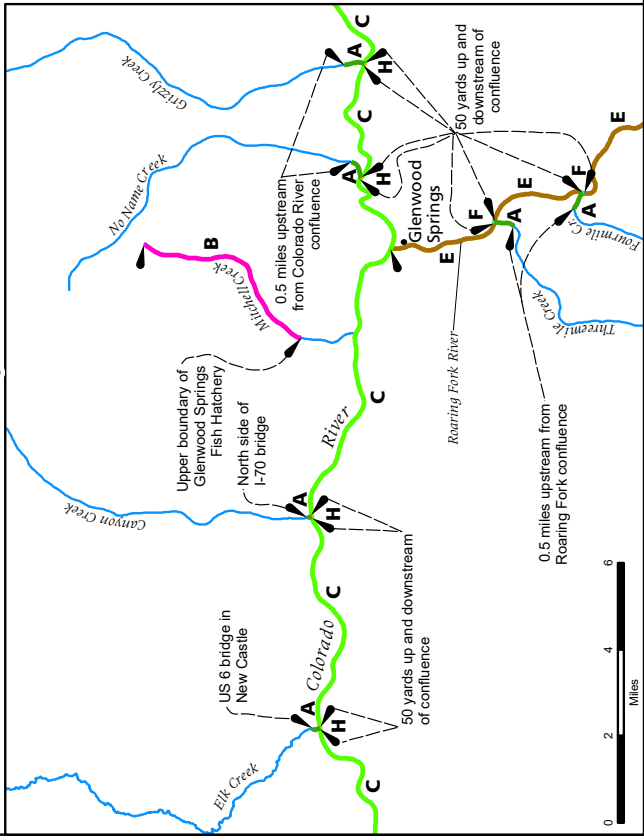 Elk Creek
US 6 bridge in
New Castle
A
H
C
Colorado
50 yards up and downstream
of confluence
C
Canyon Creek
North side of
I-70 bridge
A
H
River
C
Upper boundary of
Glenwood Springs
Fish Hatchery
Mitchell Creek
B
No Name Creek
0.5 miles upstream
from Colorado River
confluence
A
H
C
Grizzly Creek
A
H
C
50 yards up and
downstream of
confluence
Glenwood
Springs
E
Roaring Fork River
F
A
E
Threemile
Creek
F
A
E
Fourmile Cr
0.5 miles upstream from
Roaring Fork confluence
0 2 4 6
Miles